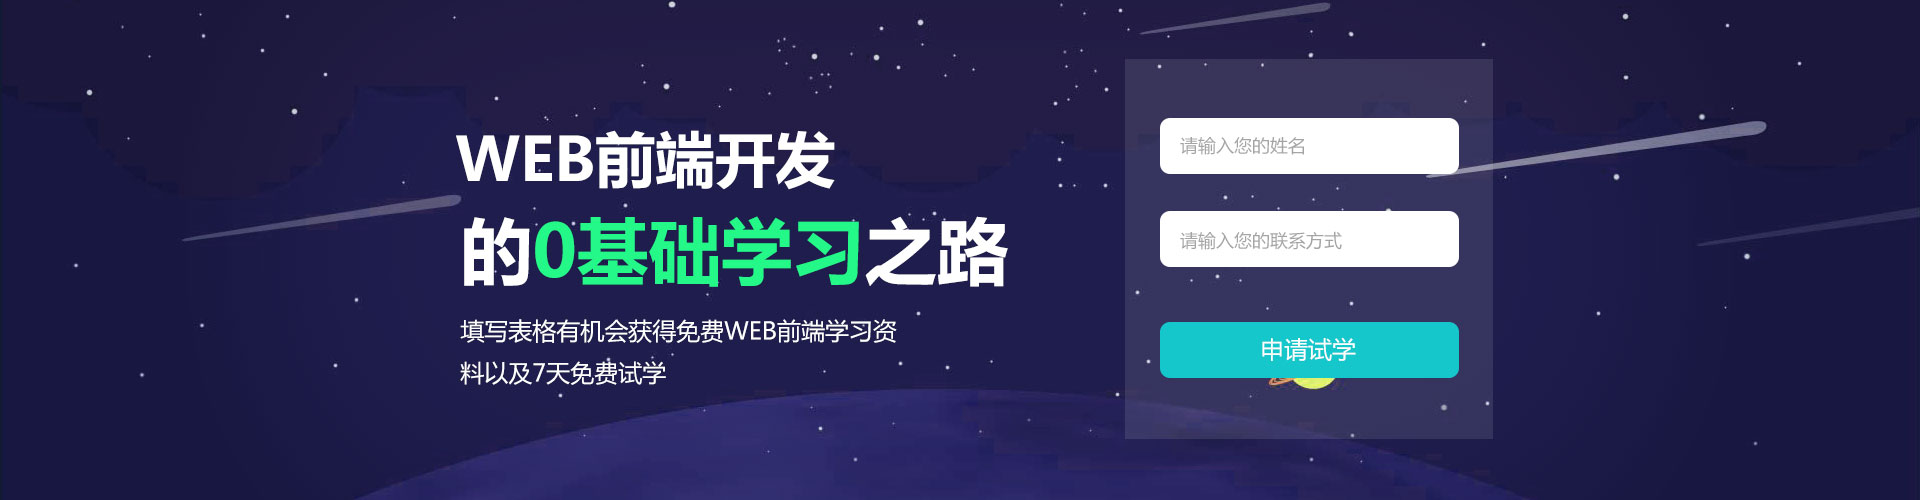 WEB前端开发
的0基础学习之路
填写表格有机会获得免费WEB前端学习资
料以及7天免费试学
请输入您的姓名
请输入您的联系方式
申请试学